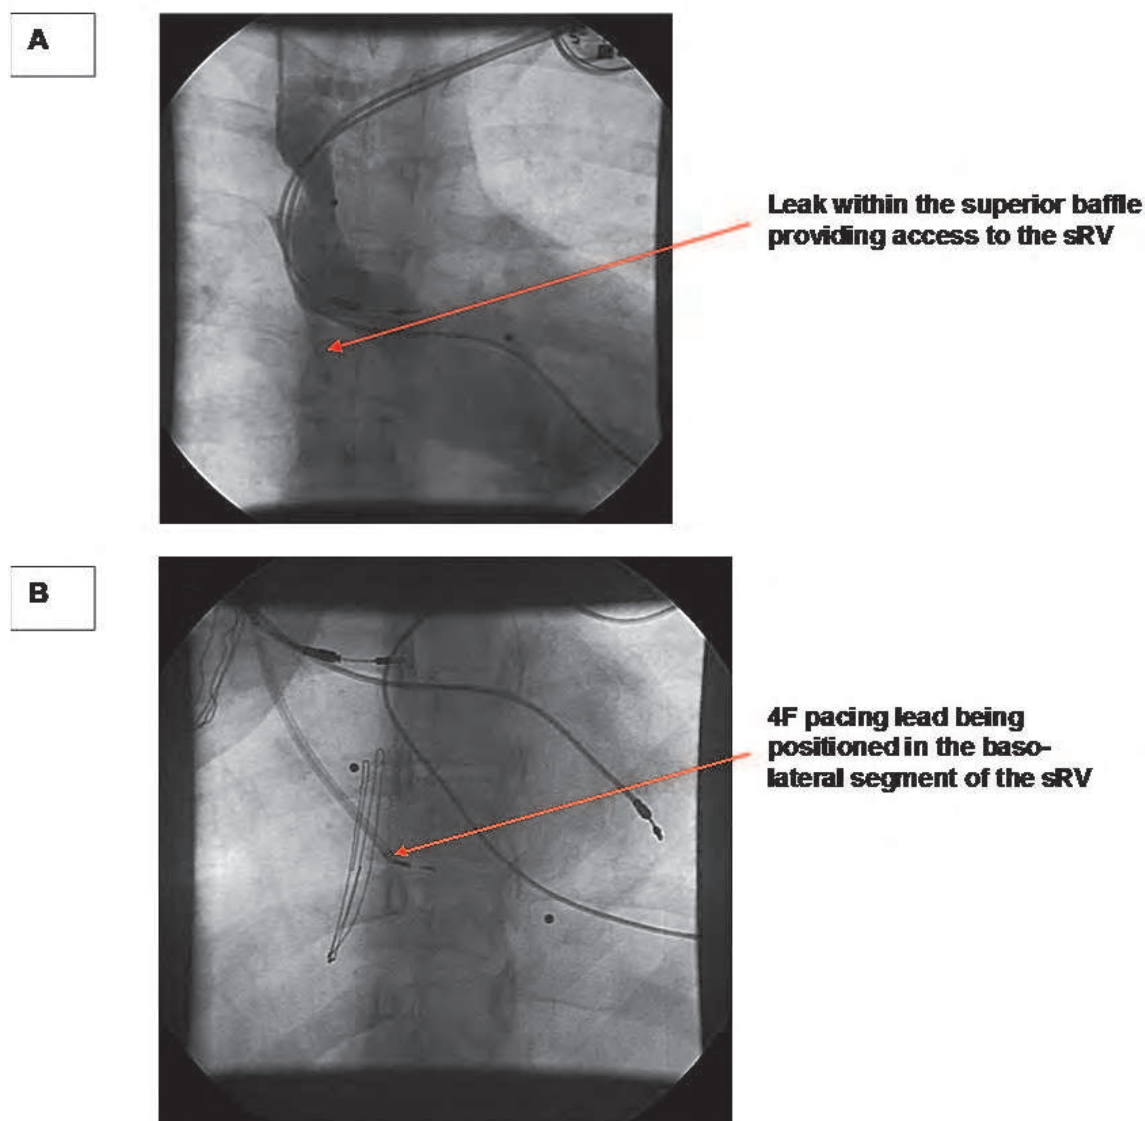 A
Leak within the superior baffle
providing access to the sRV
B
4F pacing lead being
positioned in the baso-
lateral segment of the sRV